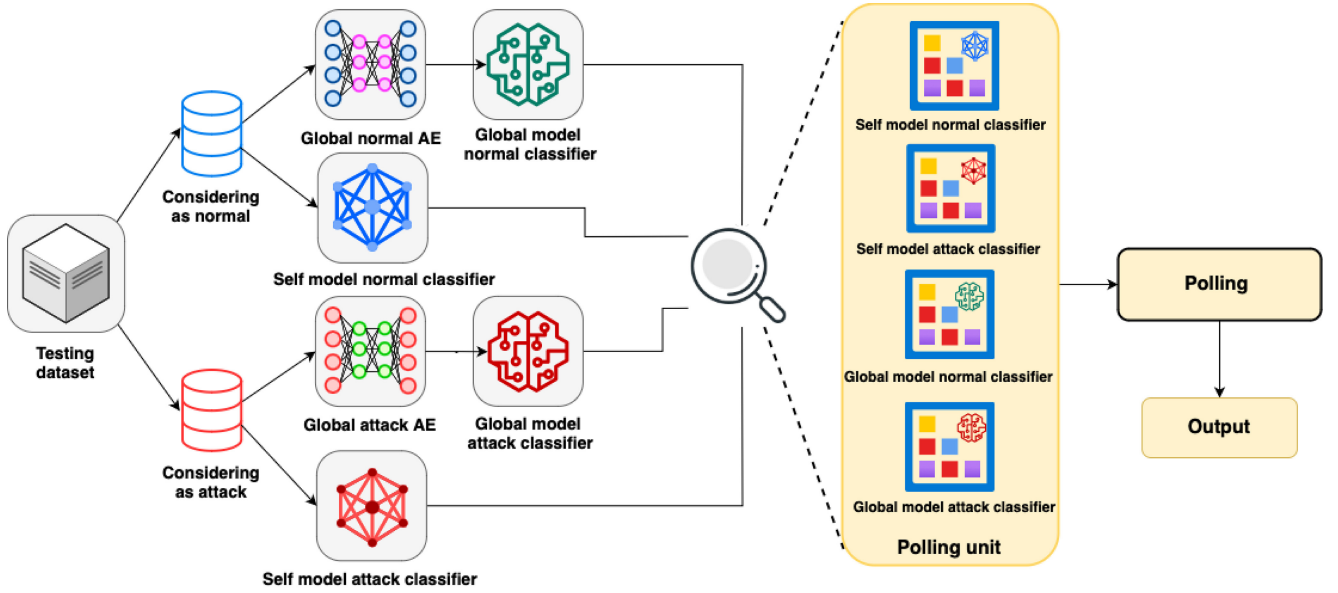 Testing
dataset
Considering
as normal
Considering
as attack
Global normal AE
Global model
normal classifier
Self model normal classifier
Global attack AE
Global model
attack classifier
Self model attack classifier
Self model normal classifier
Self model attack classifier
Global model normal classifier
Global model attack classifier
Polling unit
Polling
Output